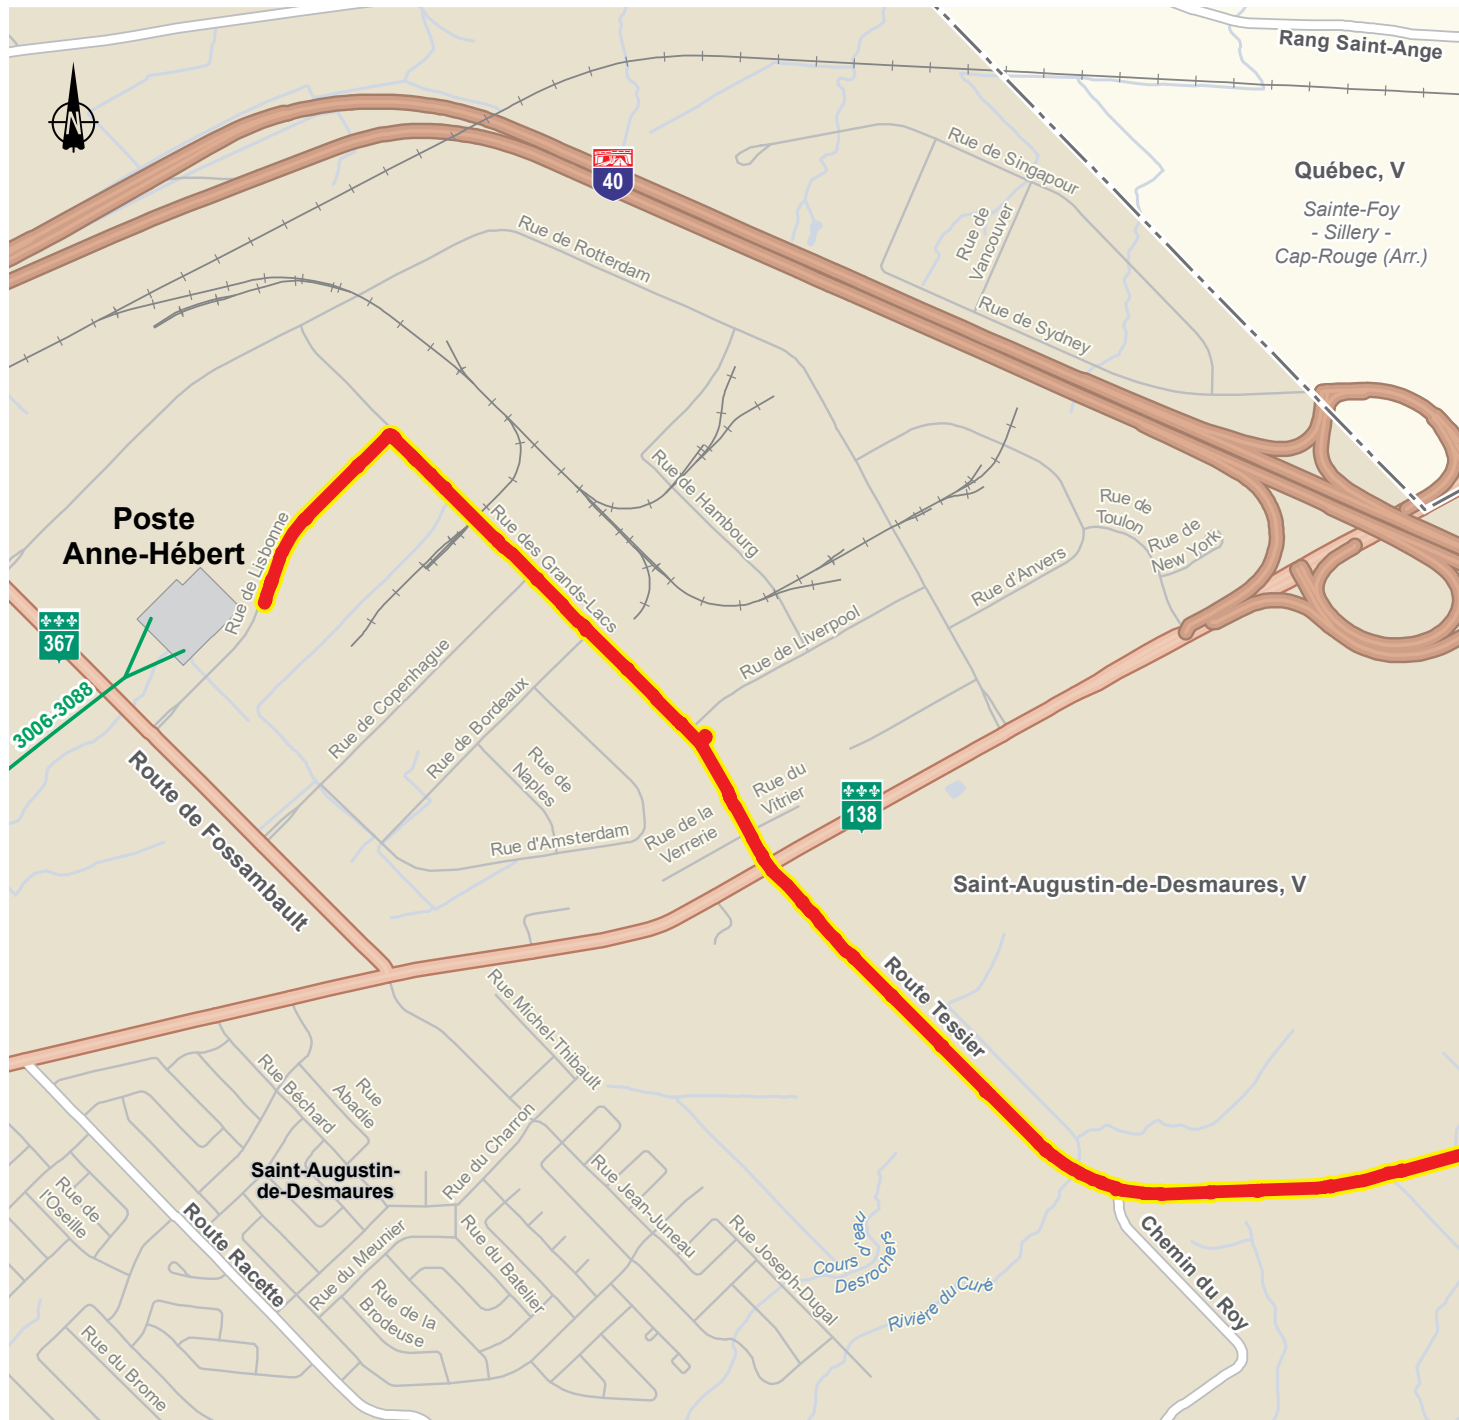 Rang Saint-Ange
N
40
Rue de Singapour
Québec, V
Sainte-Foy
- Sillery -
Cap-Rouge (Arr.)
Rue de
Vancouver
Rue de Rotterdam
Rue de Sydney
Rue de Hambourg
Rue de
Toulon
Rue de
New York
Poste
Anne-Hébert
Rue de Lisbonne
Rue des Grands-Lacs
Rue d'Anvers
367
Rue de Liverpool
3006-3088
Rue de Copenhague
Rue de Bordeaux
Route de Fossambault
Rue de
Naples
Rue du
Vitrier
138
Rue d'Amsterdam
Rue de la
Verrerie
Saint-Augustin-de-Desmaures, V
Route Tessier
Rue Michel-Thibault
Rue Béchard
Rue
Abadie
Rue du Charron
Saint-Augustin-
de-Desmaures
Rue de
l'Oseille
Rue Jean-Juneau
Route Racette
Rue du Meunier
Rue du Batelier
Rue Joseph-Dugal
Cours d'eau
Desrochers
Chemin du Roy
Rivière du Curé
Rue de la
Brodeuse
Rue du Brome